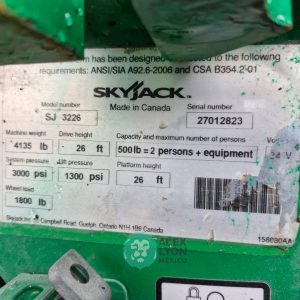 n has been designed
to the following
requirements: ANSI/SIA A92.6-2006 and CSA B354.2-01
SKYJACK
Made in Canada
Model number
SJ 3226
Serial number
27012823
Machine weight
4135 lb
Drive height
26 ft
Capacity and maximum number of persons
500 lb = 2 persons + equipment
System pressure
3000 psi
Lift pressure
1300 psi
Platform height
26 ft
Wheel load
1800 lb
Skyjack Inc. Campbell Road, Guelph, Ontario N1H 1B9 Canada
ALEX
LYON
MEXICO